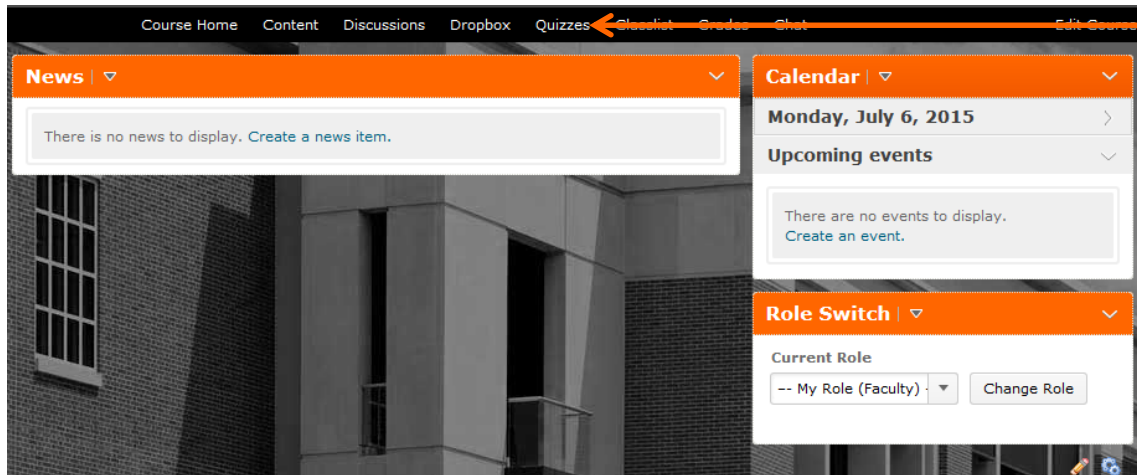 Course Home Content Discussions Dropbox Quizzes Classlist Grades Chat Edit Course
News
There is no news to display. Create a news item.
Calendar
Monday, July 6, 2015
Upcoming events
There are no events to display.
Create an event.
Role Switch
Current Role
-- My Role (Faculty) - Change Role